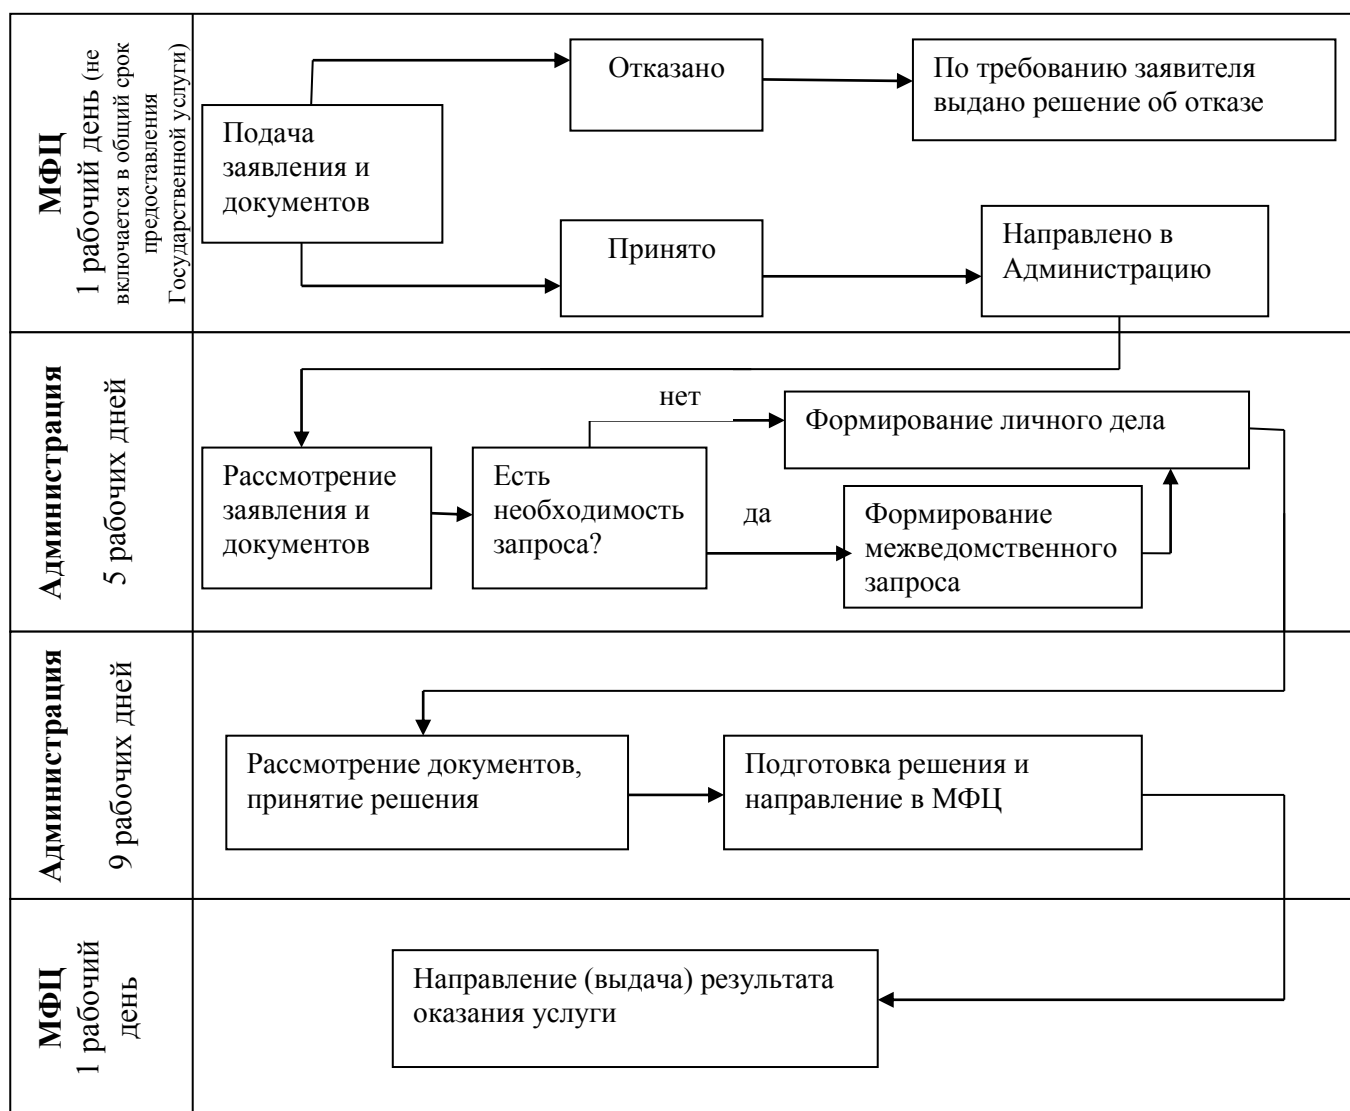 МФЦ
1 рабочий день (не
включается в общий срок
предоставления
Государственной услуги)
Подача
заявления и
документов
Отказано
По требованию заявителя
выдано решение об отказе
Принято
Направлено в
Администрацию
Администрация
5 рабочих дней
Рассмотрение
заявления и
документов
Есть
необходимость
запроса?
нет
Формирование личного дела
да
Формирование
межведомственного
запроса
Администрация
9 рабочих дней
Рассмотрение документов,
принятие решения
Подготовка решения и
направление в МФЦ
МФЦ
1 рабочий
день
Направление (выдача) результата
оказания услуги